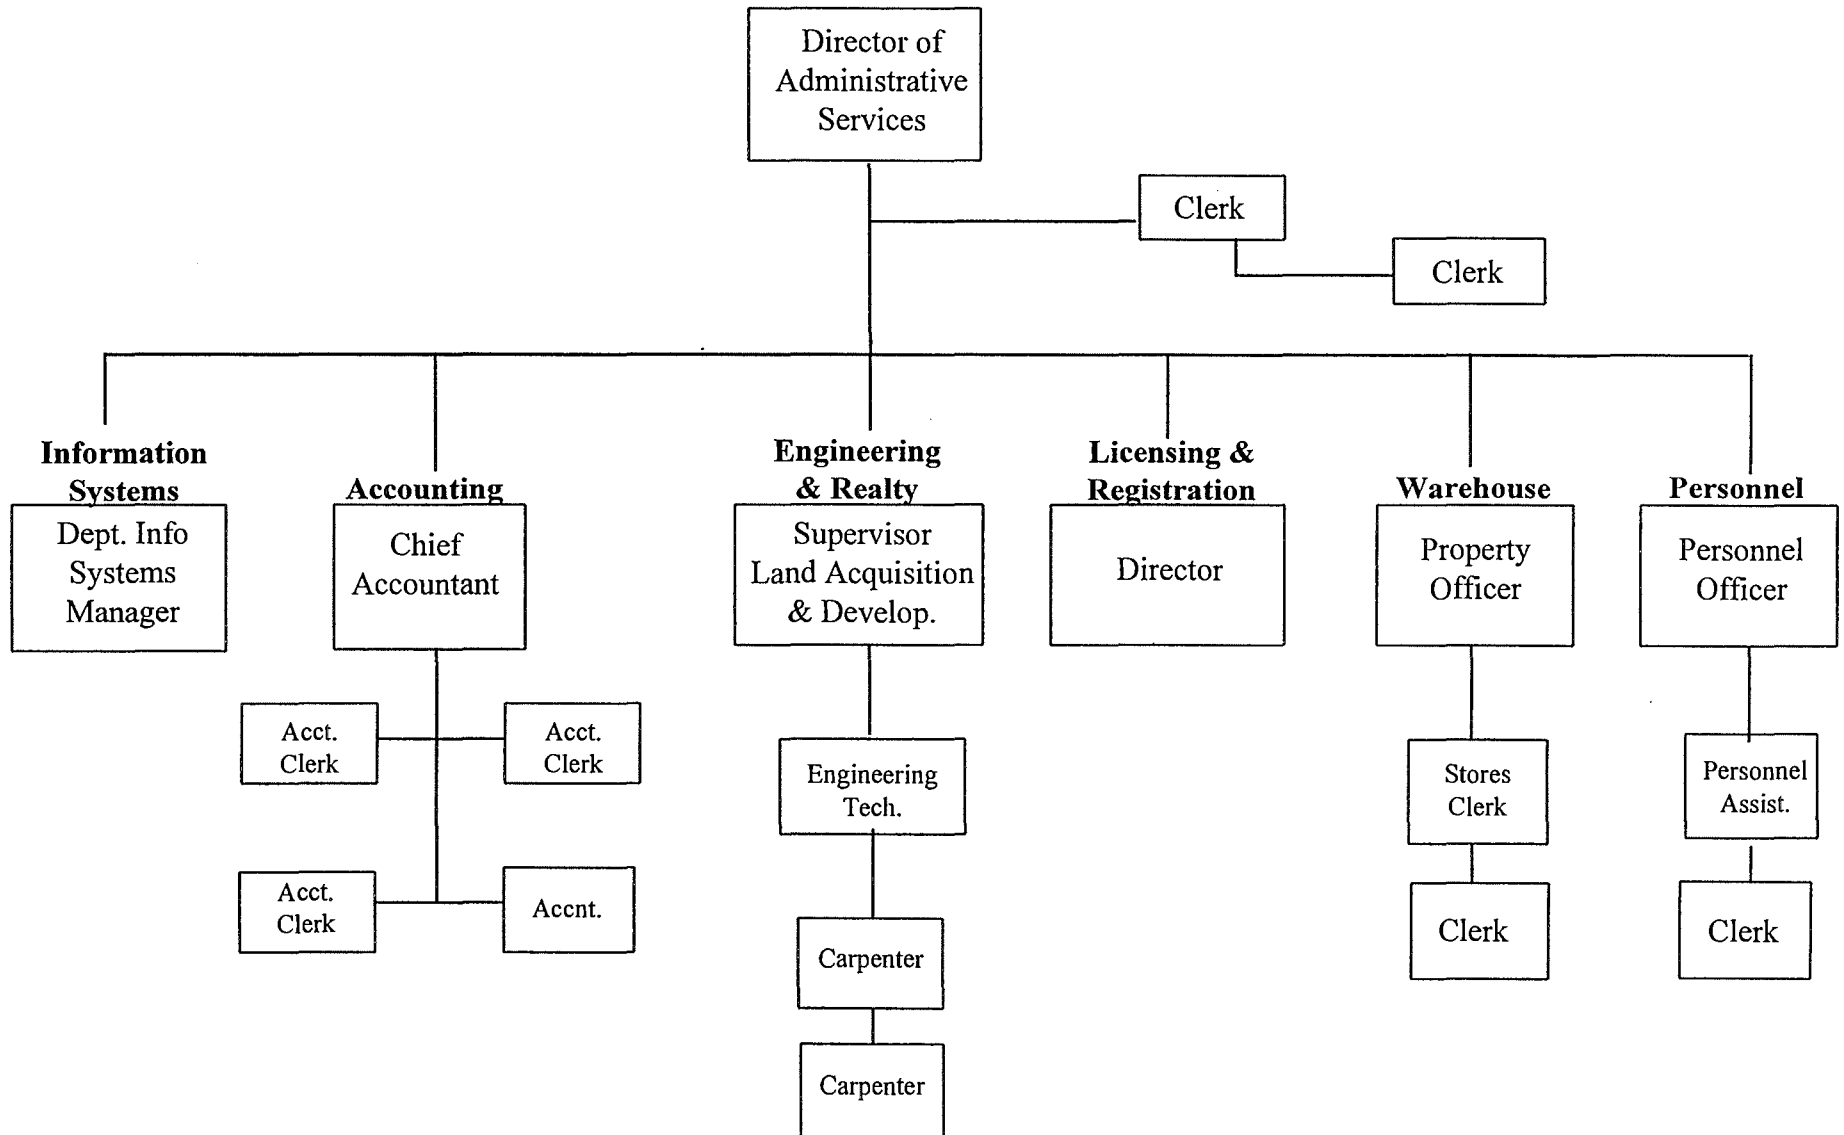 Director of
Administrative
Services
Clerk
Clerk
Information
Systems
Dept. Info
Systems
Manager
Accounting
Chief
Accountant
Acct.
Clerk
Acct.
Clerk
Acct.
Clerk
Accnt.
Engineering
& Realty
Supervisor
Land Acquisition
& Develop.
Engineering
Tech.
Carpenter
Carpenter
Licensing &
Registration
Director
Warehouse
Property
Officer
Stores
Clerk
Clerk
Personnel
Personnel
Officer
Personnel
Assist.
Clerk